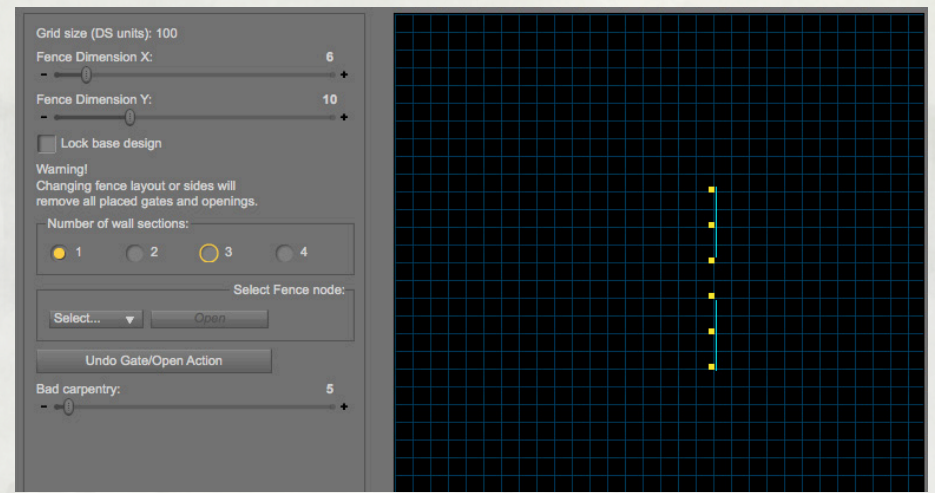 Grid size (DS units): 100
Fence Dimension X: 6
- +
Fence Dimension Y: 10
- +
Lock base design
Warning!
Changing fence layout or sides will
remove all placed gates and openings.
Number of wall sections:
1 2 3 4
Select Fence node:
Select... Open
Undo Gate/Open Action
Bad carpentry: 5
- +